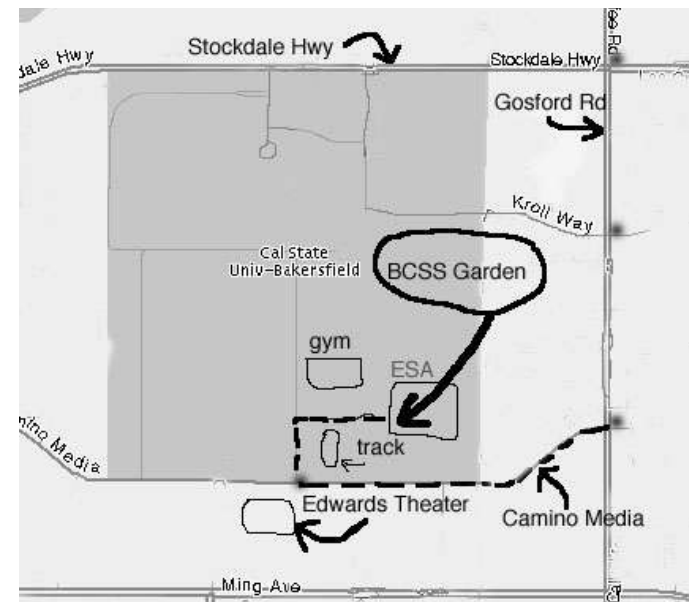 Stockdale Hwy
dale Hwy
Stockdale Hwy
Gosford Rd
Kroll Way
Cal State
Univ-Bakersfield
BCSS Garden
gym
ESA
track
mino Media
Edwards Theater
Camino Media
Ming Ave